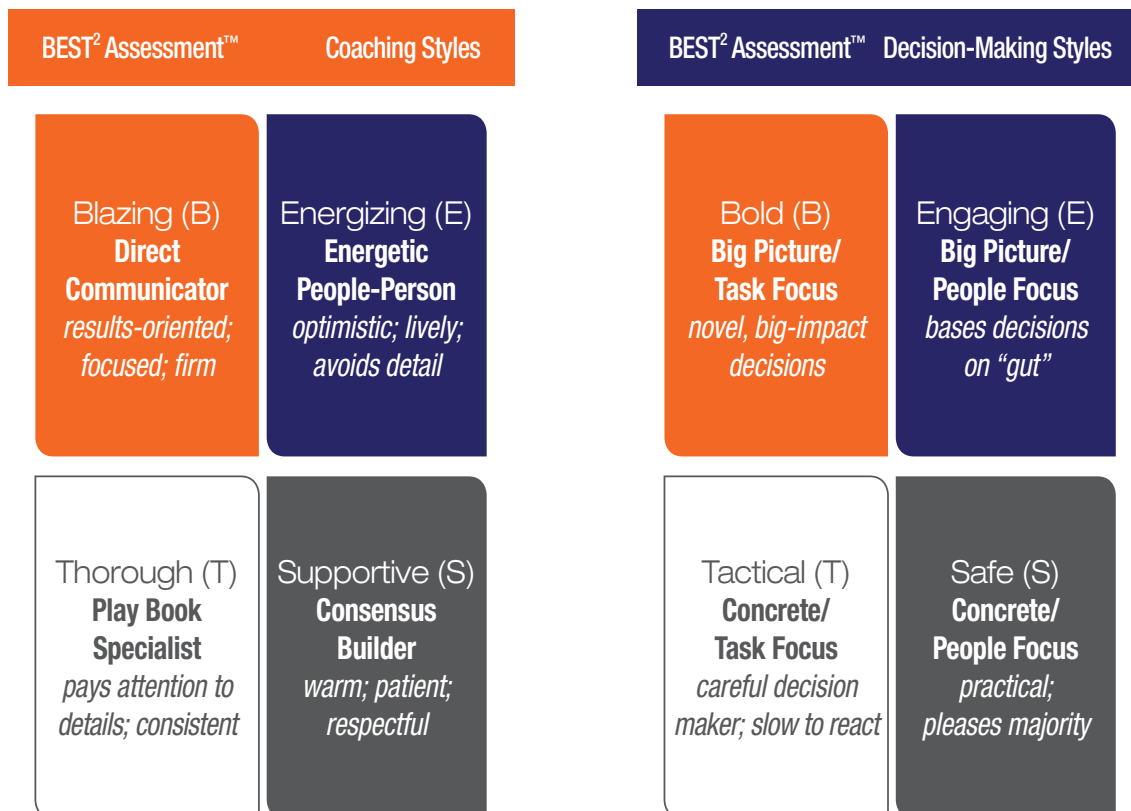 BEST² Assessment™ Coaching Styles
Blazing (B)
Direct
Communicator
results-oriented;
focused; firm
Energizing (E)
Energetic
People-Person
optimistic; lively;
avoids detail
Thorough (T)
Play Book
Specialist
pays attention to
details; consistent
Supportive (S)
Consensus
Builder
warm; patient;
respectful
BEST² Assessment™ Decision-Making Styles
Bold (B)
Big Picture/
Task Focus
novel, big-impact
decisions
Engaging (E)
Big Picture/
People Focus
bases decisions
on “gut”
Tactical (T)
Concrete/
Task Focus
careful decision
maker; slow to react
Safe (S)
Concrete/
People Focus
practical;
pleases majority